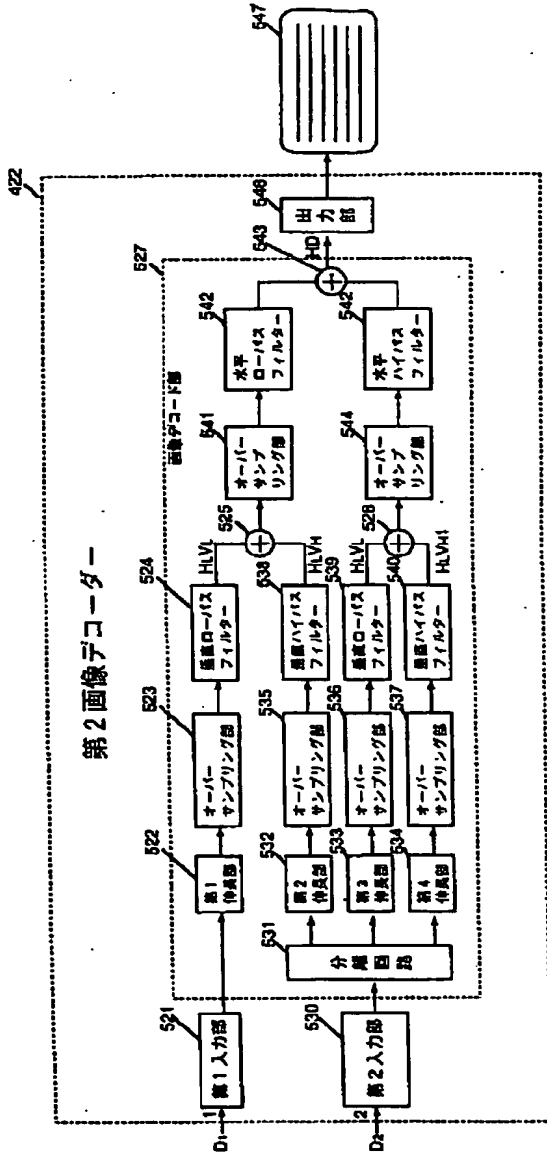 第2画像デコーダー
422
527
画像デコード部
D1
1
521
第1入力部
522
第1
伸長部
523
オーバー
サンプリング部
524
垂直ローパス
フィルター
HLVL
525
541
オーバー
サンプ
リング部
542
水平
ローパス
フィルター
543
HD
546
出力部
547
D2
2
530
第2入力部
531
分離回路
532
第2
伸長部
535
オーバー
サンプリング部
538
垂直ハイパス
フィルター
HLVH
533
第3
伸長部
536
オーバー
サンプリング部
539
垂直ローパス
フィルター
HLVL
528
544
オーバー
サンプ
リング部
542
水平
ハイパス
フィルター
534
第4
伸長部
537
オーバー
サンプリング部
540
垂直ハイパス
フィルター